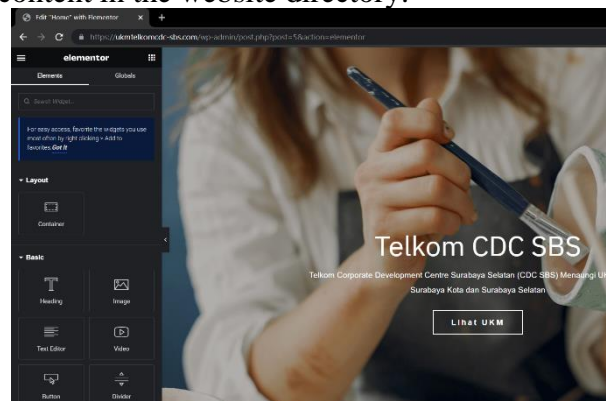 content in the website directory.
Edit "Home" with Elementor
https://ukmtelkomcdc-sbs.com/wp-admin/post.php?post=5&action=elementor
elementor
Elements Globals
Search Widget...
For easy access, favorite the widgets you use
most often by right clicking > Add to
favorites. Got It
Layout
Container
Basic
Heading Image
Text Editor Video
Button Divider
Telkom CDC SBS
Telkom Corporate Development Centre Surabaya Selatan (CDC SBS) Menaungi
Surabaya Kota dan Surabaya Selatan
Lihat UKM